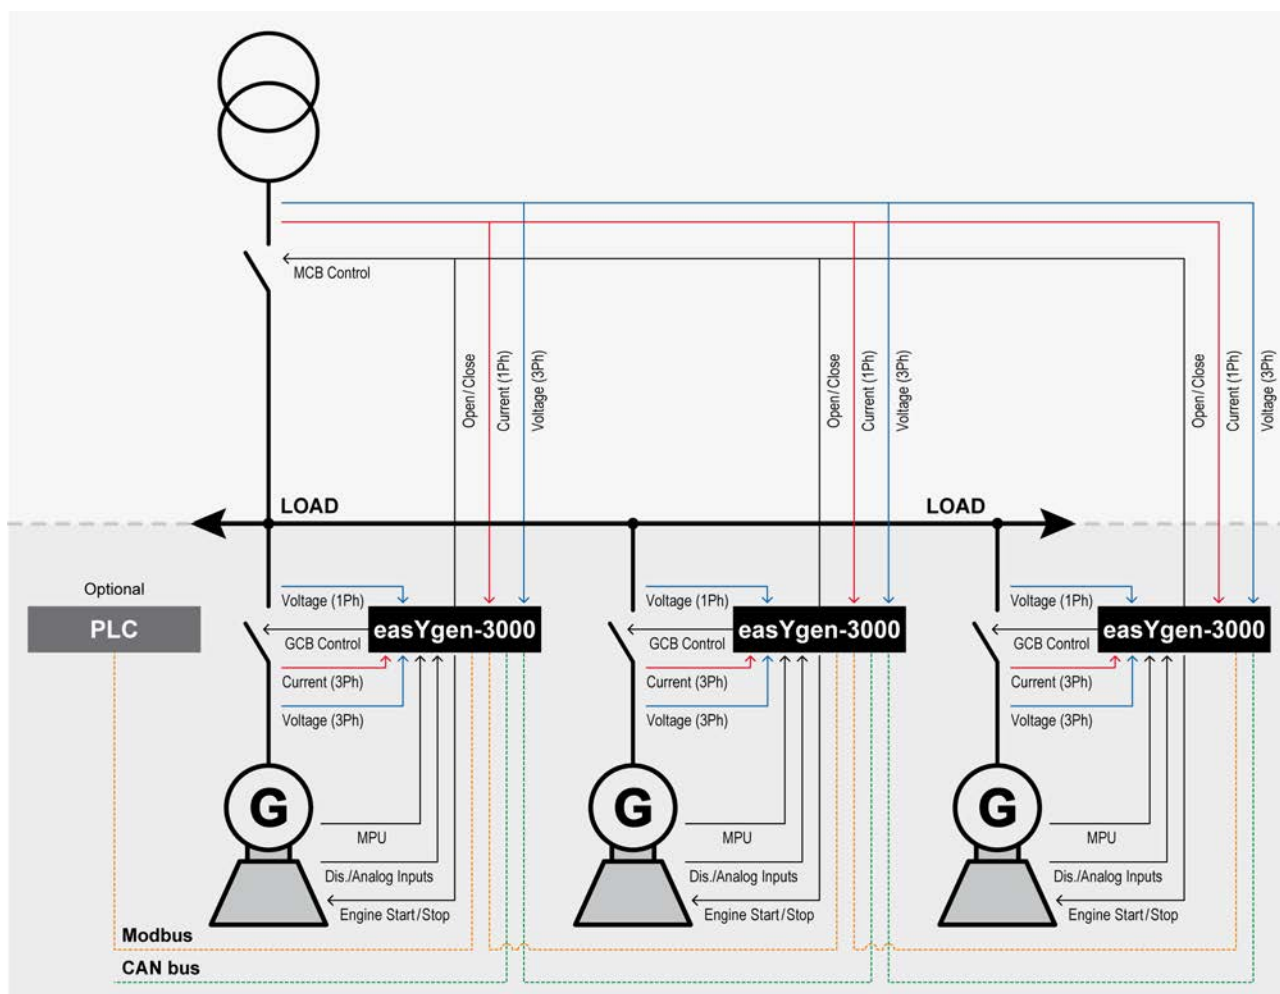 MCB Control
Open/Close
Current (1Ph)
Voltage (3Ph)
Open/Close
Current (1Ph)
Voltage (3Ph)
Open/Close
Current (1Ph)
Voltage (3Ph)
LOAD
LOAD
Optional
PLC
Voltage (1Ph)
easYgen-3000
GCB Control
Current (3Ph)
Voltage (3Ph)
G
MPU
Dis./Analog Inputs
Engine Start/Stop
Voltage (1Ph)
easYgen-3000
GCB Control
Current (3Ph)
Voltage (3Ph)
G
MPU
Dis./Analog Inputs
Engine Start/Stop
Voltage (1Ph)
easYgen-3000
GCB Control
Current (3Ph)
Voltage (3Ph)
G
MPU
Dis./Analog Inputs
Engine Start/Stop
Modbus
CAN bus